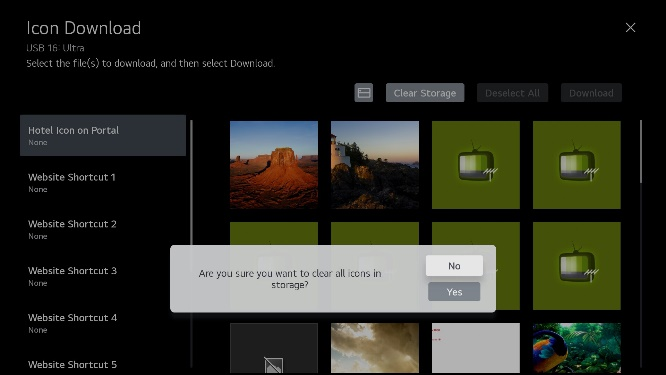 Icon Download
USB 16- Ultra
Select the file(s) to download, and then select Download.
Clear Storage
Deselect All
Download
Hotel Icon on Portal
None
Website Shortcut 1
None
Website Shortcut 2
None
Website Shortcut 3
None
Website Shortcut 4
None
Website Shortcut 5
Are you sure you want to clear all icons in
storage?
No
Yes